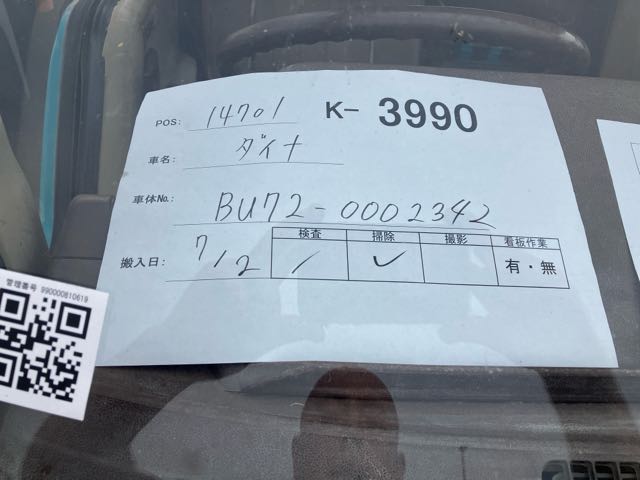 K- 3990
POS: 14701
車名: ダイナ
車体No.: BU72-0002342
搬入日: 7/2
検査 掃除 撮影 看板作業
/ ✓ 有・無
管理番号 990000810619